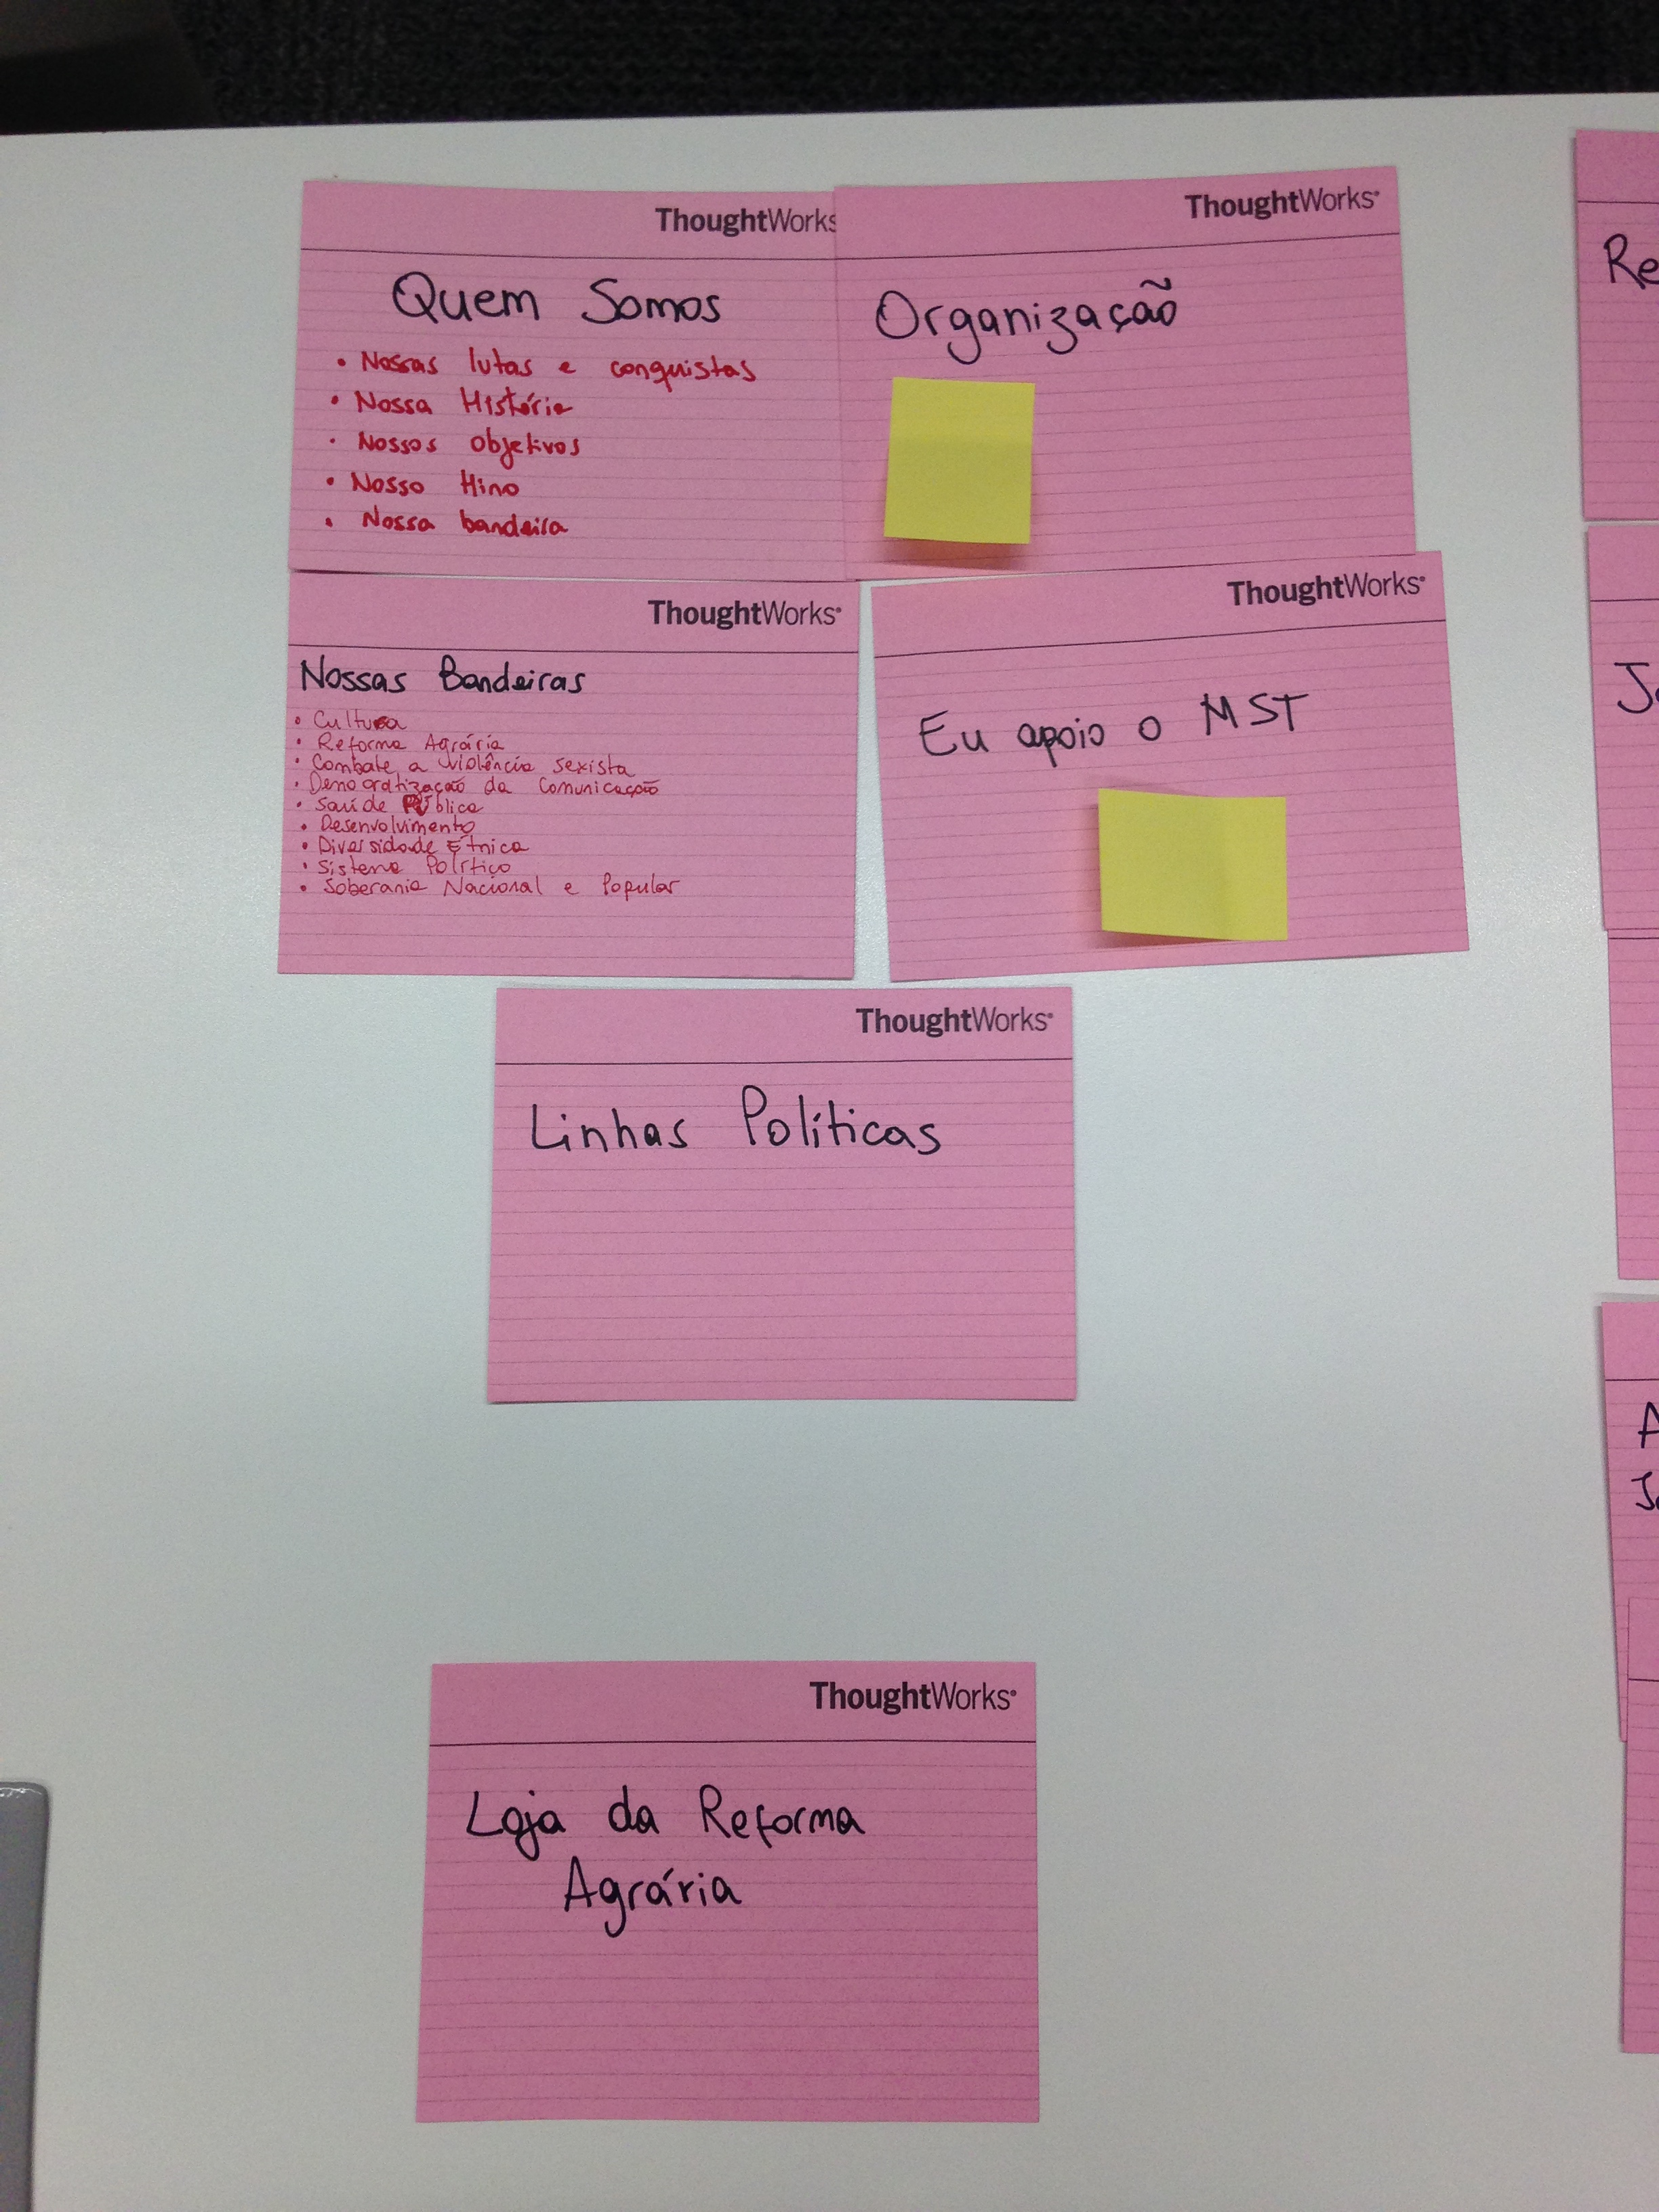 ThoughtWorks
Quem Somos
• Nossas lutas e conquistas
• Nossa História
• Nossos objetivos
• Nosso Hino
• Nossa bandeira
ThoughtWorks
Organização
ThoughtWorks
Nossas Bandeiras
• Cultura
• Reforma Agrária
• Combate a violência sexista
• Democratização da Comunicação
• Saúde Pública
• Desenvolvimento
• Diversidade Étnica
• Sistema Político
• Soberania Nacional e Popular
ThoughtWorks
Eu apoio o MST
ThoughtWorks
Linhas Políticas
ThoughtWorks
Loja da Reforma
Agrária